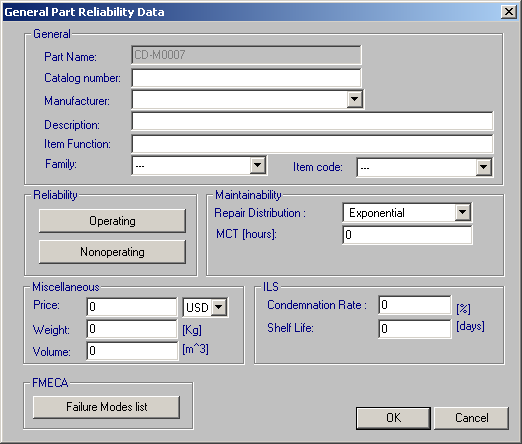 General Part Reliability Data
General
Part Name: CD-M0007
Catalog number:
Manufacturer:
Description:
Item Function:
Family: --- Item code: ---
Reliability
Operating
Nonoperating
Maintainability
Repair Distribution : Exponential
MCT [hours]: 0
Miscellaneous
Price: 0 USD
Weight: 0 [Kg]
Volume: 0 [m^3]
ILS
Condemnation Rate : 0 [%]
Shelf Life: 0 [days]
FMECA
Failure Modes list
OK Cancel